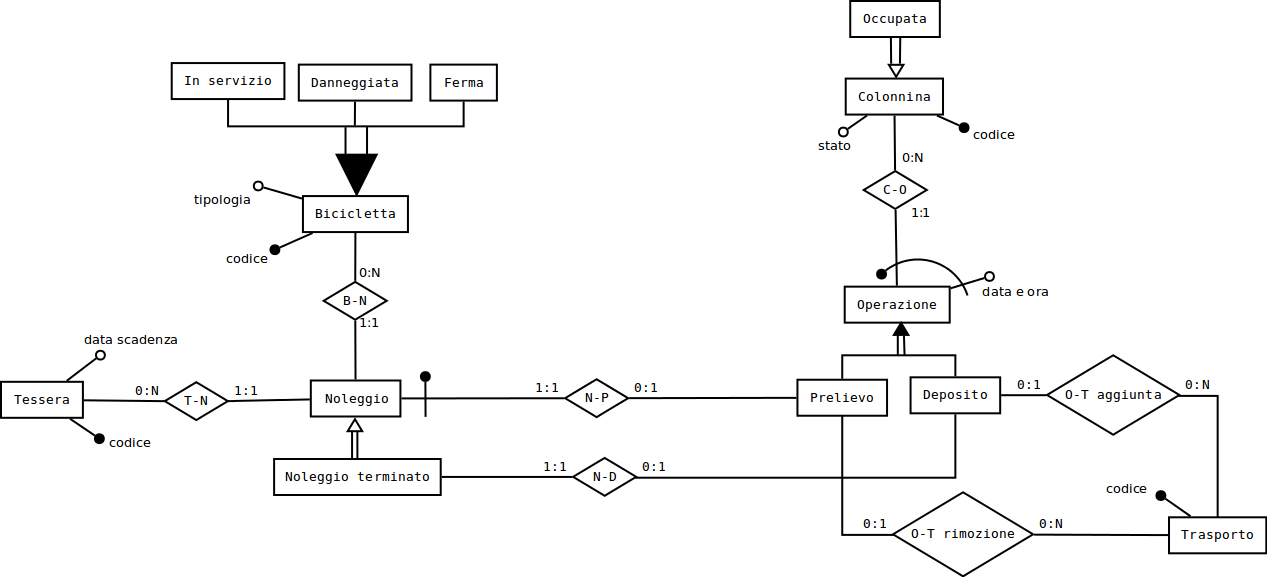 Occupata
In servizio
Danneggiata
Ferma
Colonnina
stato
codice
0:N
C-O
1:1
tipologia
Bicicletta
codice
0:N
B-N
1:1
Operazione
data e ora
data scadenza
Tessera
codice
0:N
T-N
1:1
Noleggio
1:1
N-P
0:1
Prelievo
Deposito
0:1
O-T aggiunta
0:N
Noleggio terminato
1:1
N-D
0:1
0:1
O-T rimozione
0:N
codice
Trasporto